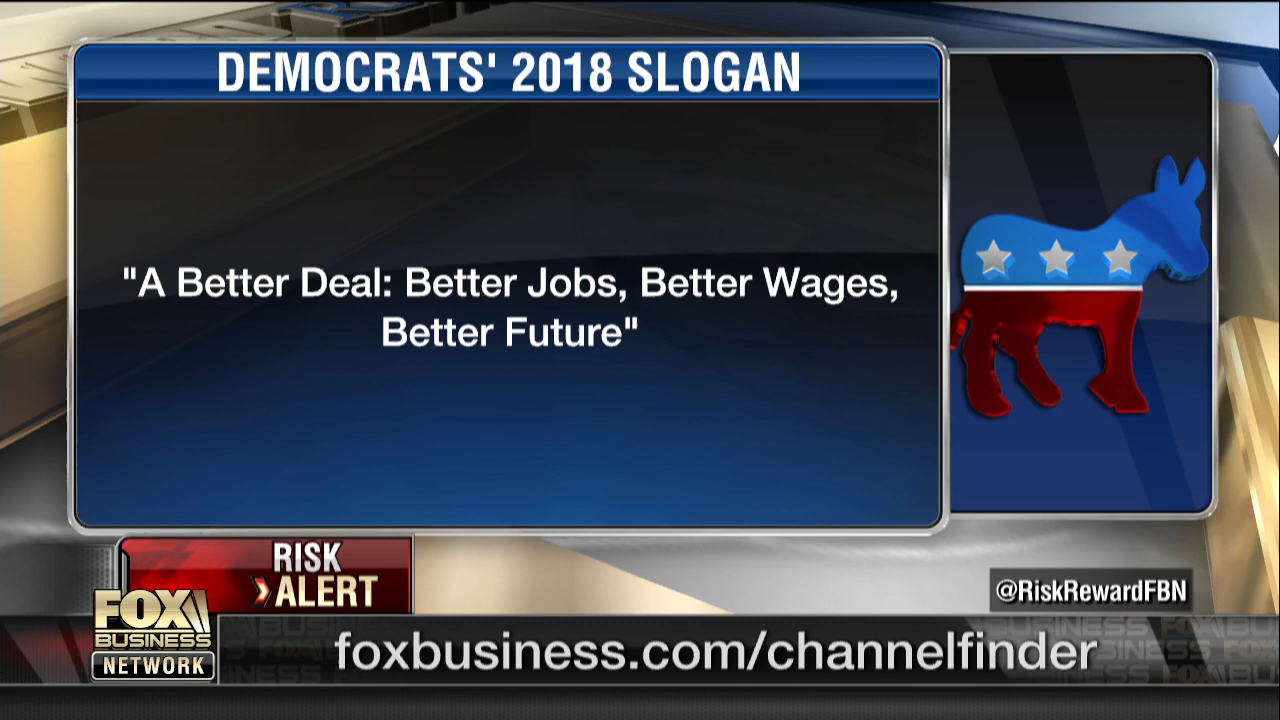 DEMOCRATS' 2018 SLOGAN
"A Better Deal: Better Jobs, Better Wages,
Better Future"
RISK
ALERT
@RiskRewardFBN
FOX
BUSINESS
NETWORK
foxbusiness.com/channelfinder